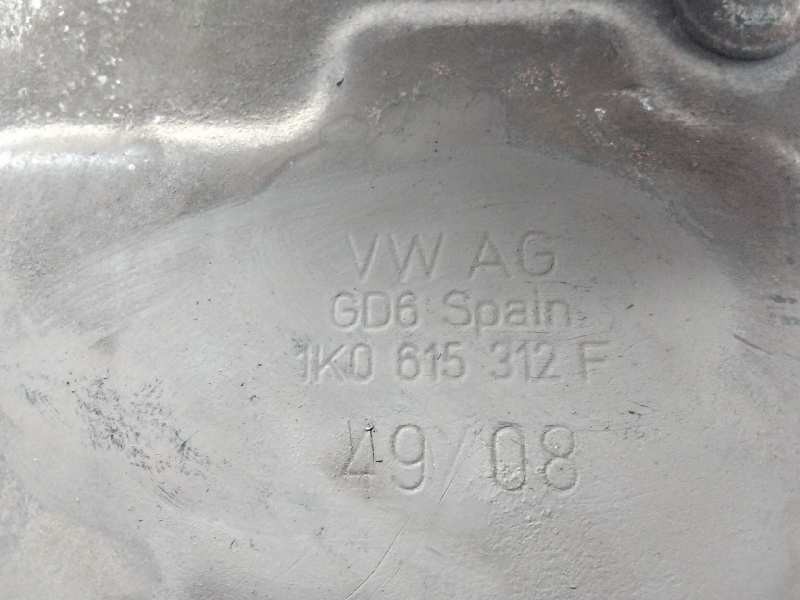 VW AG
GD6 Spain
1K0 615 312 F
49/08